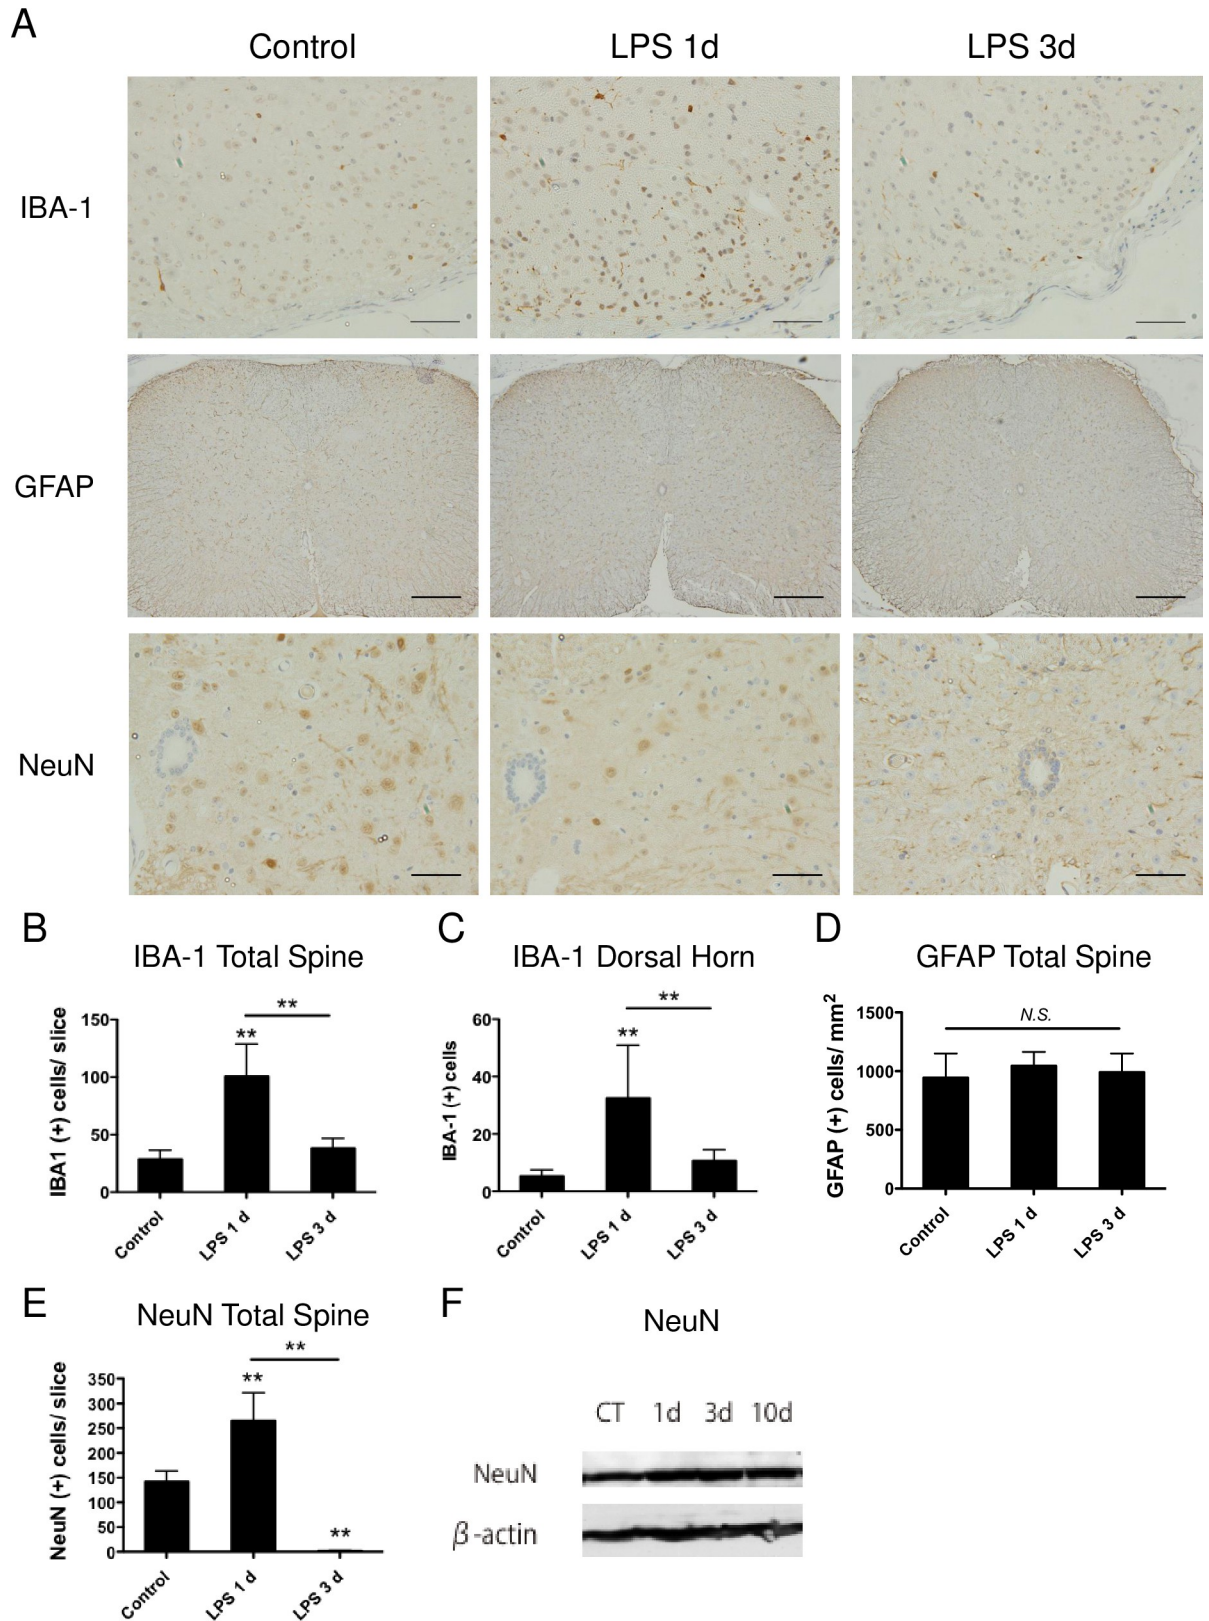 A
Control LPS 1d LPS 3d
IBA-1
GFAP
NeuN
B
IBA-1 Total Spine
IBA1 (+) cells/ slice
150
100
50
0
**
**
Control LPS 1 d LPS 3 d
C
IBA-1 Dorsal Horn
IBA-1 (+) cells
60
40
20
0
**
**
Control LPS 1 d LPS 3 d
D
GFAP Total Spine
GFAP (+) cells/ mm²
1500
1000
500
0
N.S.
Control LPS 1 d LPS 3 d
E
NeuN Total Spine
NeuN (+) cells/ slice
350
300
250
200
150
100
50
0
**
**
**
Control LPS 1 d LPS 3 d
F
NeuN
CT 1d 3d 10d
NeuN
β-actin